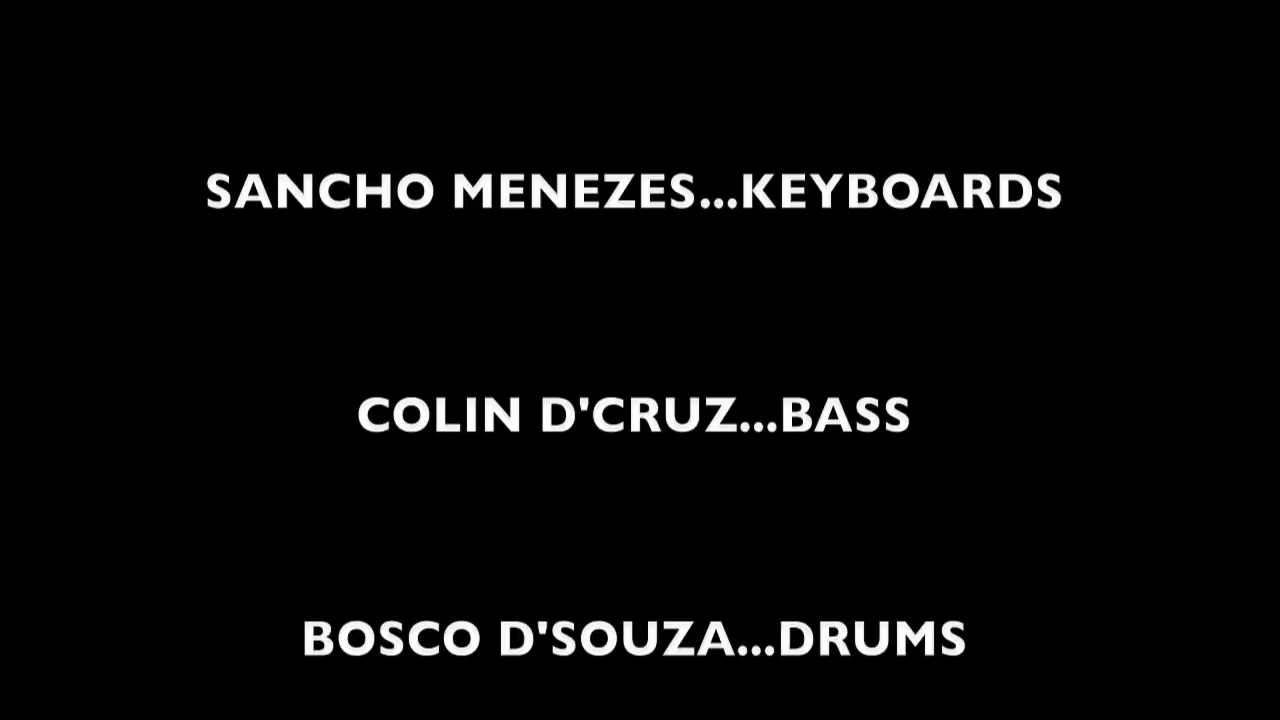 SANCHO MENEZES...KEYBOARDS
COLIN D'CRUZ...BASS
BOSCO D'SOUZA...DRUMS